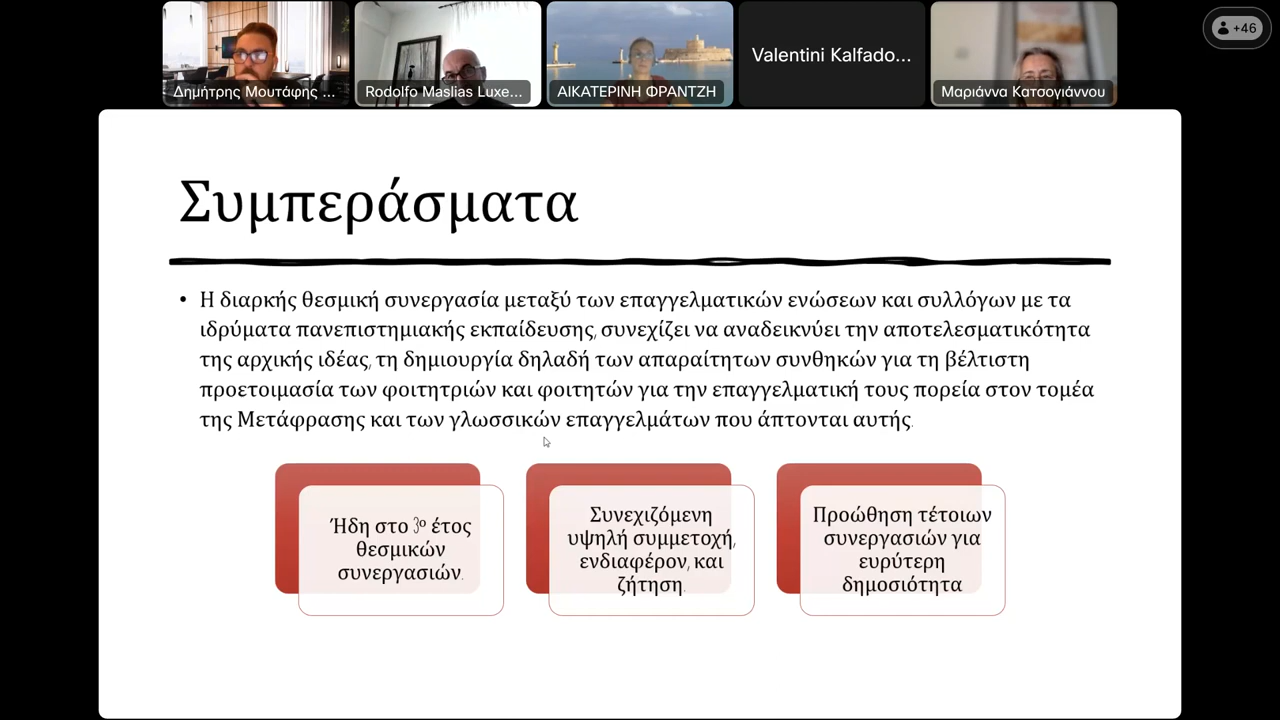 Δημήτρης Μουτάφης ...
Rodolfo Maslias Luxe...
ΑΙΚΑΤΕΡΙΝΗ ΦΡΑΝΤΖΗ
Valentini Kalfado...
Μαριάννα Κατσογιάννου
+46
Συμπεράσματα
• Η διαρκής θεσμική συνεργασία μεταξύ των επαγγελματικών ενώσεων και συλλόγων με τα
ιδρύματα πανεπιστημιακής εκπαίδευσης, συνεχίζει να αναδεικνύει την αποτελεσματικότητα
της αρχικής ιδέας, τη δημιουργία δηλαδή των απαραίτητων συνθηκών για τη βέλτιστη
προετοιμασία των φοιτητριών και φοιτητών για την επαγγελματική τους πορεία στον τομέα
της Μετάφρασης και των γλωσσικών επαγγελμάτων που άπτονται αυτής.
Ήδη στο 3ο έτος
θεσμικών
συνεργασιών.
Συνεχιζόμενη
υψηλή συμμετοχή,
ενδιαφέρον, και
ζήτηση.
Προώθηση τέτοιων
συνεργασιών για
ευρύτερη
δημοσιότητα